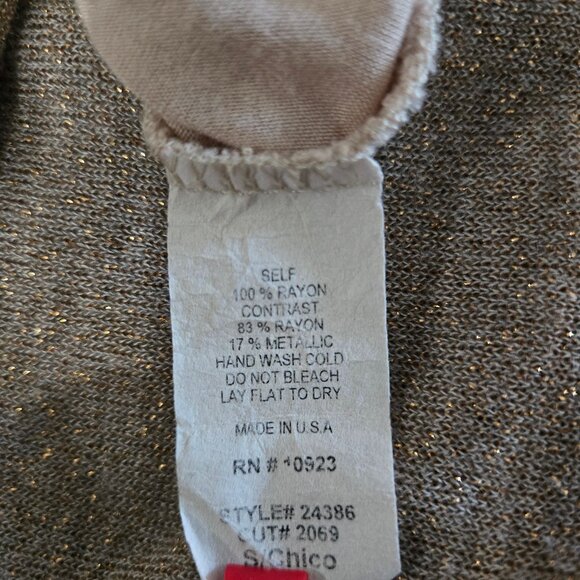 SELF
100 % RAYON
CONTRAST
83 % RAYON
17 % METALLIC
HAND WASH COLD
DO NOT BLEACH
LAY FLAT TO DRY
MADE IN U.S.A
RN # 10923
STYLE# 24386
CUT# 2069
S/Chico